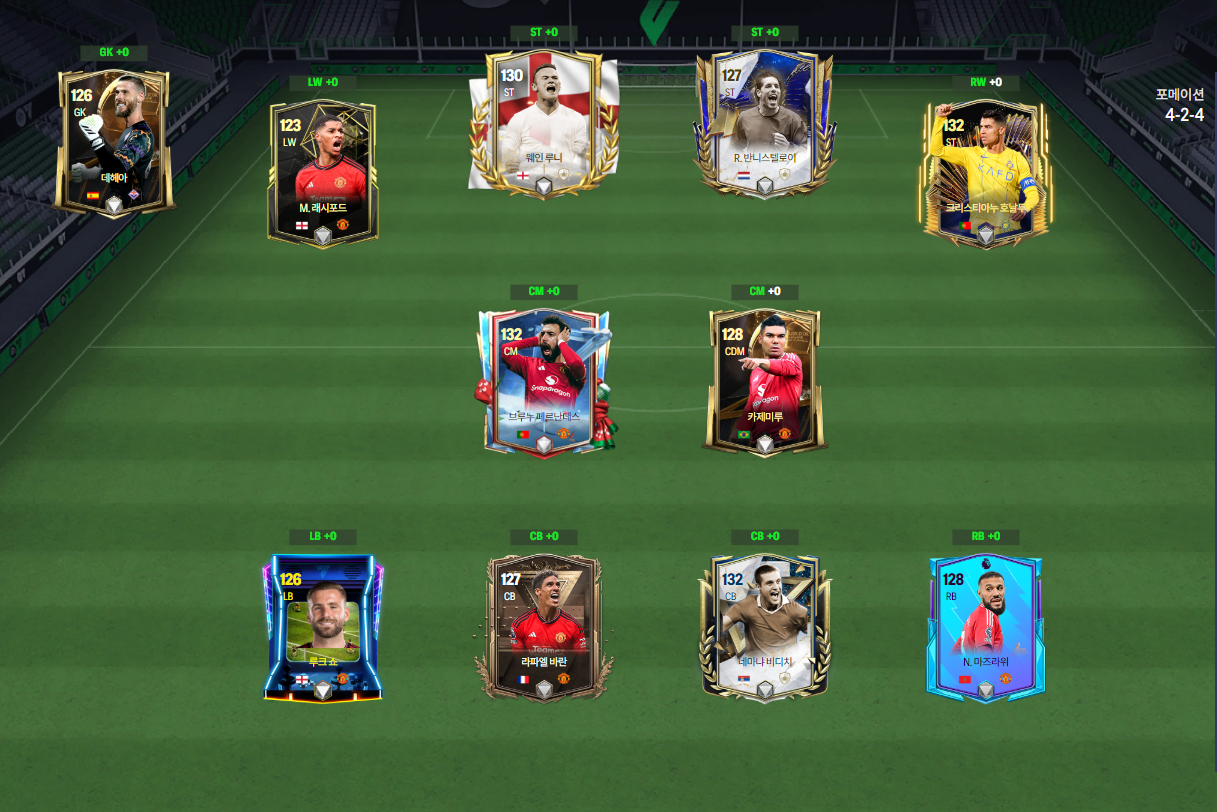 포메이션
4-2-4
GK +0
126
GK
데헤아
LW +0
123
LW
M. 래시포드
ST +0
130
ST
웨인 루니
ST +0
127
ST
R. 반니스텔로이
RW +0
132
ST
크리스티아누 호날두
CM +0
132
CM
Snapdragon
브루누 페르난데스
CM +0
128
CDM
카제미루
LB +0
126
LB
루크 쇼
CB +0
127
CB
라파엘 바란
CB +0
132
CB
네마냐 비디치
RB +0
128
RB
N. 마즈라위